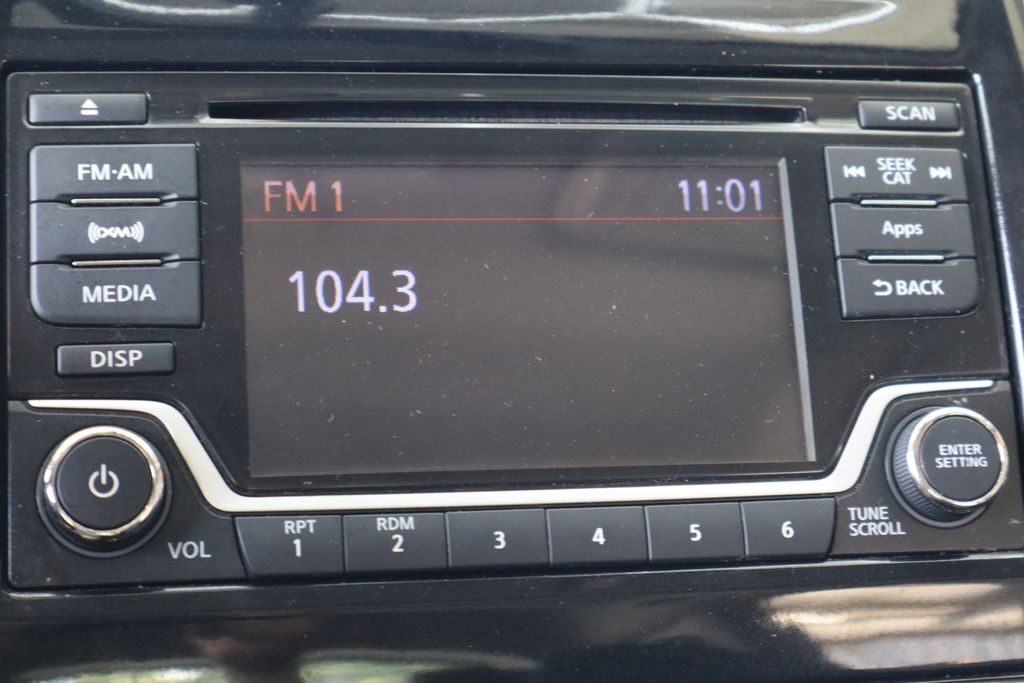 SCAN
FM·AM
SEEK
CAT
FM 1
11:01
((XM))
Apps
104.3
MEDIA
BACK
DISP
ENTER
SETTING
VOL
RPT
1
RDM
2
3
4
5
6
TUNE
SCROLL